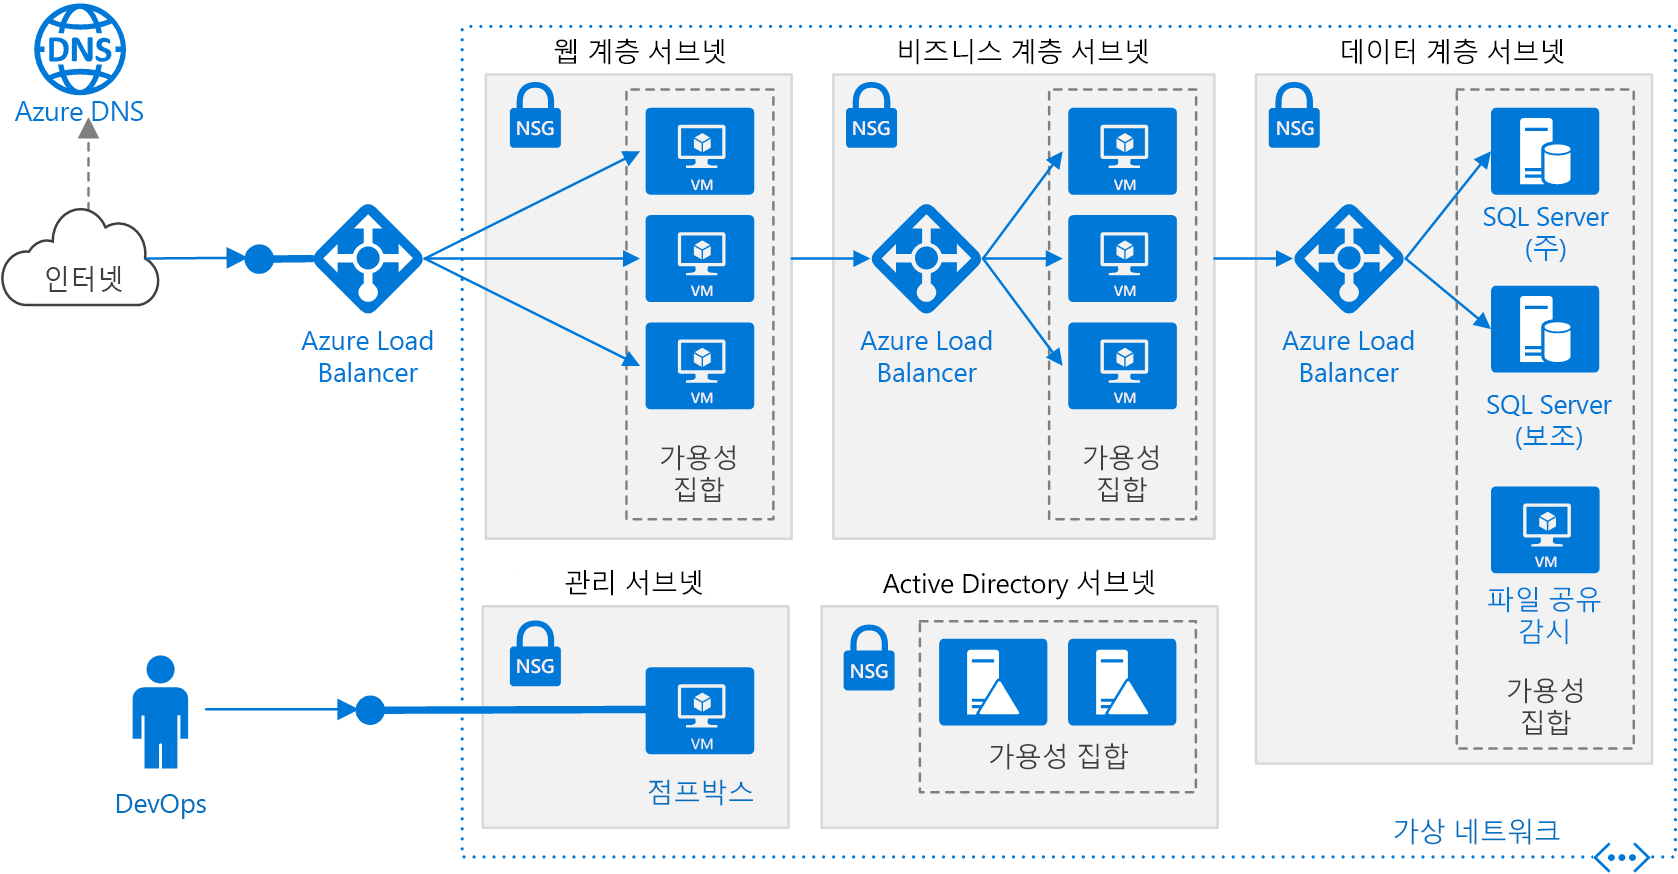 DNS
Azure DNS
인터넷
Azure Load
Balancer
웹 계층 서브넷
NSG
VM
VM
VM
가용성
집합
비즈니스 계층 서브넷
NSG
Azure Load
Balancer
VM
VM
VM
가용성
집합
데이터 계층 서브넷
NSG
Azure Load
Balancer
SQL Server
(주)
SQL Server
(보조)
VM
파일 공유
감시
가용성
집합
DevOps
관리 서브넷
NSG
VM
점프박스
Active Directory 서브넷
NSG
가용성 집합
가상 네트워크